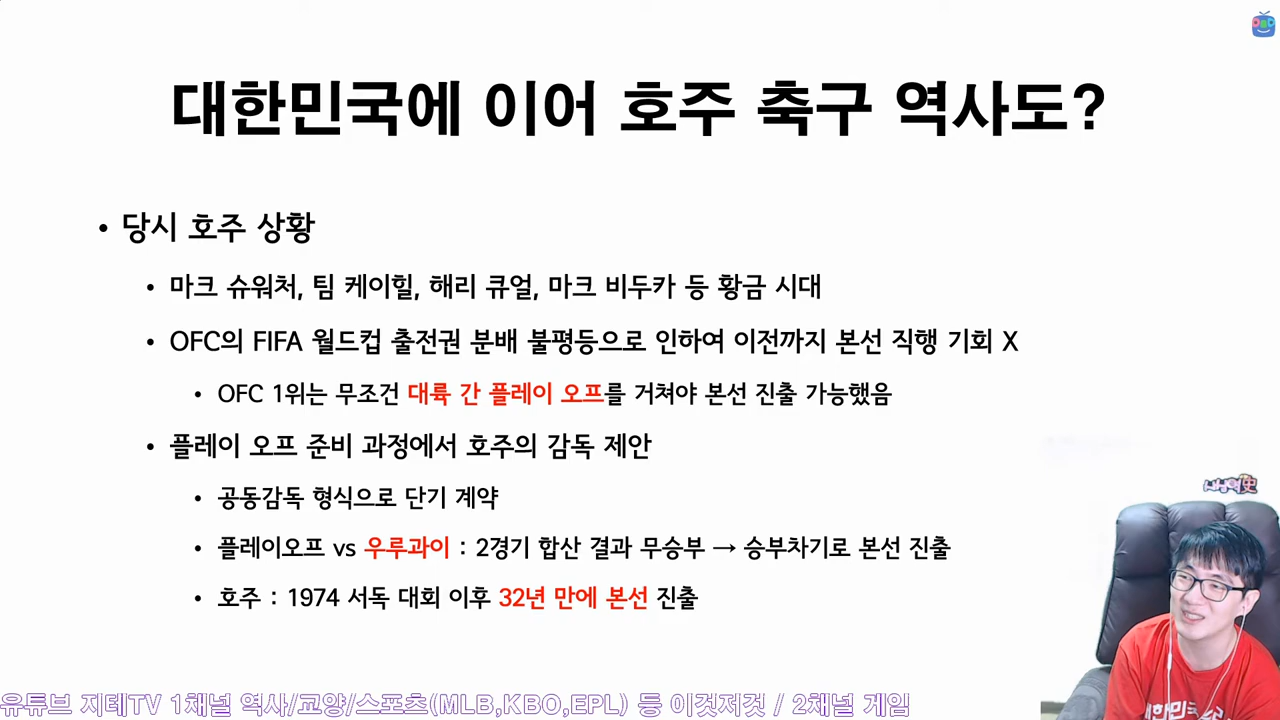 대한민국에 이어 호주 축구 역사도?
• 당시 호주 상황
• 마크 슈워처, 팀 케이힐, 해리 큐얼, 마크 비두카 등 황금 시대
• OFC의 FIFA 월드컵 출전권 분배 불평등으로 인하여 이전까지 본선 직행 기회 X
• OFC 1위는 무조건 대륙 간 플레이 오프를 거쳐야 본선 진출 가능했음
• 플레이 오프 준비 과정에서 호주의 감독 제안
• 공동감독 형식으로 단기 계약
• 플레이오프 vs 우루과이 : 2경기 합산 결과 무승부 → 승부차기로 본선 진출
• 호주 : 1974 서독 대회 이후 32년 만에 본선 진출
대한민국
유튜브 지테TV 1채널 역사/교양/스포츠(MLB,KBO,EPL) 등 이것저것 / 2채널 게임